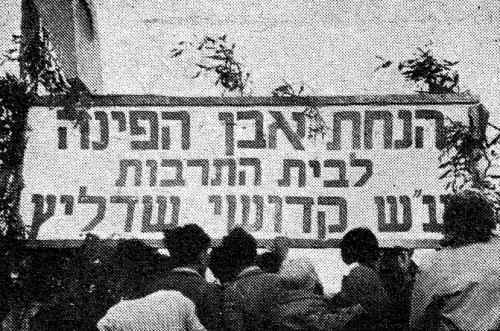 הנחת אבן הפינה
לבית התרבות
ע״ש קדושי שדליץ